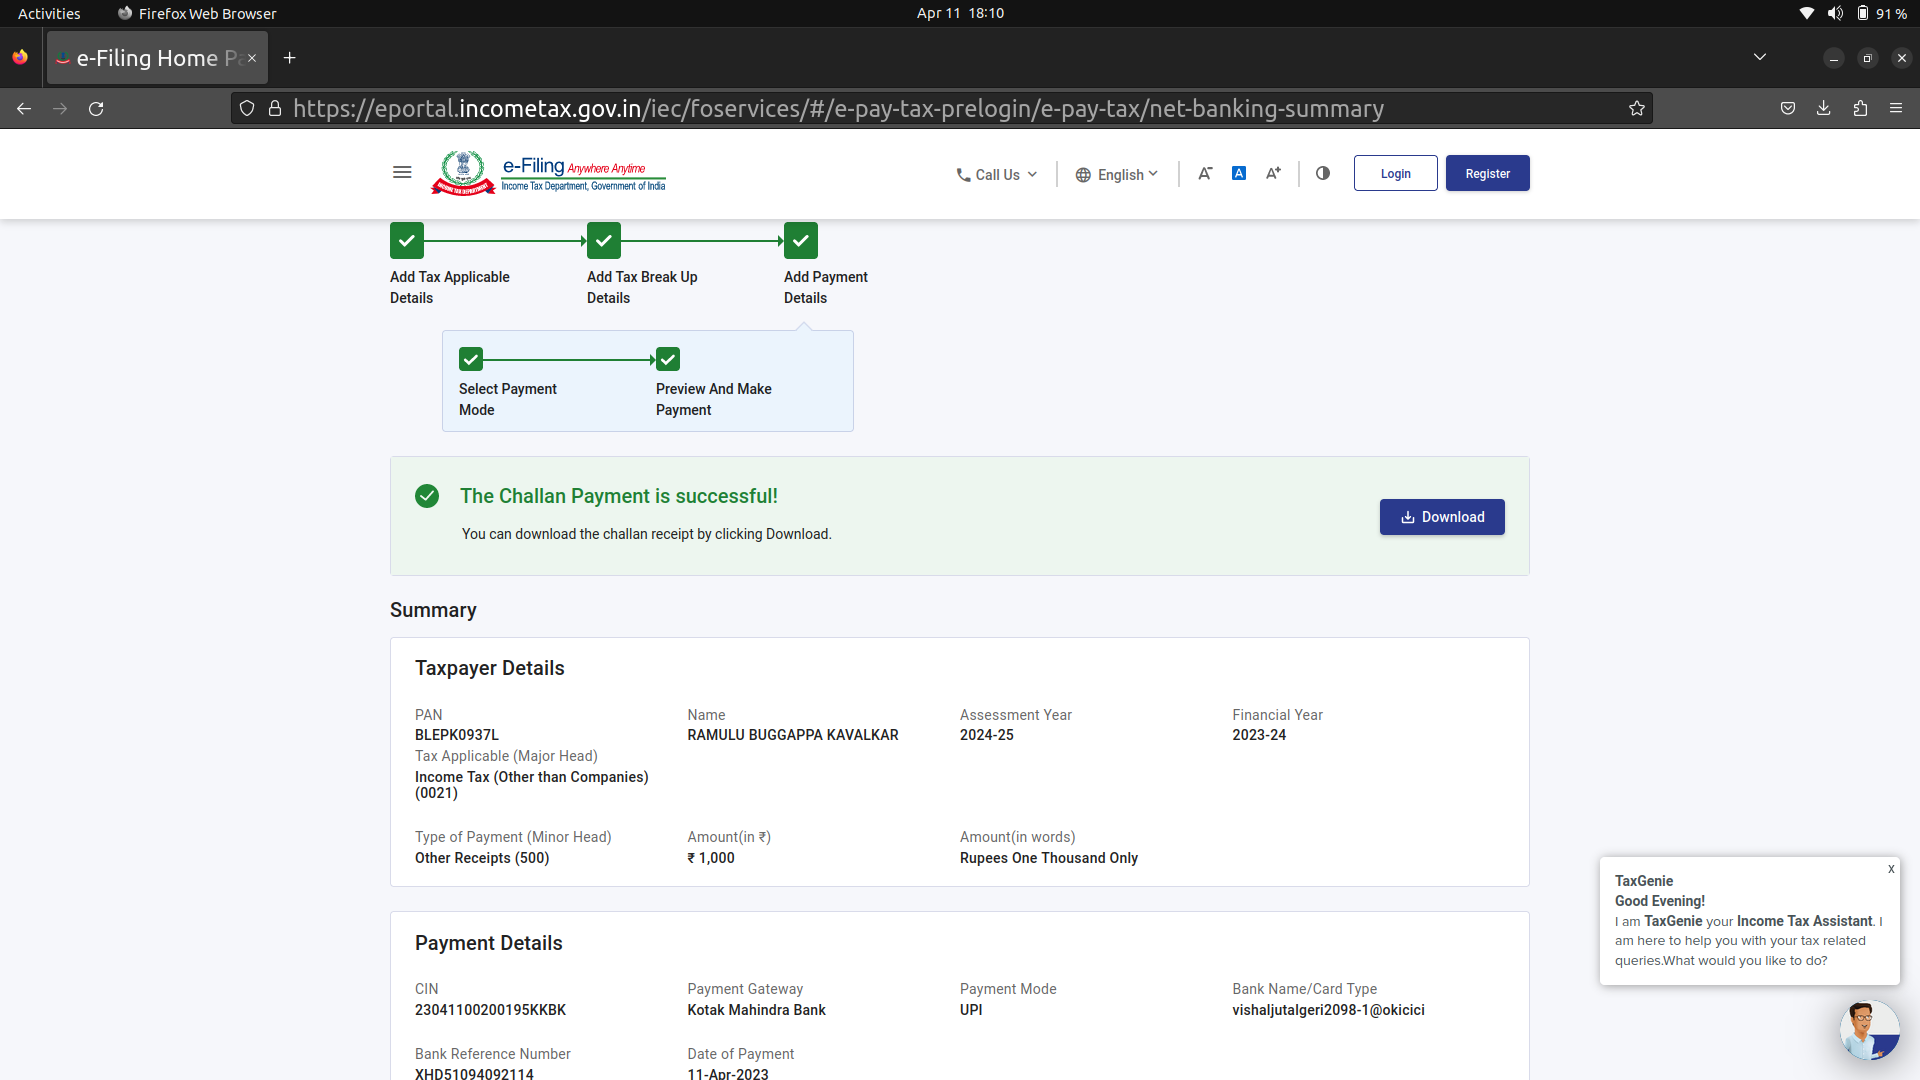 Activities Firefox Web Browser Apr 11 18:10 91 %
e-Filing Home Pa
https://eportal.incometax.gov.in/iec/foservices/#/e-pay-tax-prelogin/e-pay-tax/net-banking-summary
e-Filing Anywhere Anytime
Income Tax Department, Government of India
INCOME TAX DEPARTMENT
Call Us English A- A A+ Login Register
Add Tax Applicable Add Tax Break Up Add Payment
Details Details Details
Select Payment Preview And Make
Mode Payment
The Challan Payment is successful!
You can download the challan receipt by clicking Download.
Download
Summary
Taxpayer Details
PAN Name Assessment Year Financial Year
BLEPK0937L RAMULU BUGGAPPA KAVALKAR 2024-25 2023-24
Tax Applicable (Major Head)
Income Tax (Other than Companies)
(0021)
Type of Payment (Minor Head) Amount(in ₹) Amount(in words)
Other Receipts (500) ₹ 1,000 Rupees One Thousand Only
Payment Details
CIN Payment Gateway Payment Mode Bank Name/Card Type
23041100200195KKBK Kotak Mahindra Bank UPI vishaljutalgeri2098-1@okicici
Bank Reference Number Date of Payment
XHD51094092114 11-Apr-2023
X
TaxGenie
Good Evening!
I am TaxGenie your Income Tax Assistant. I
am here to help you with your tax related
queries.What would you like to do?